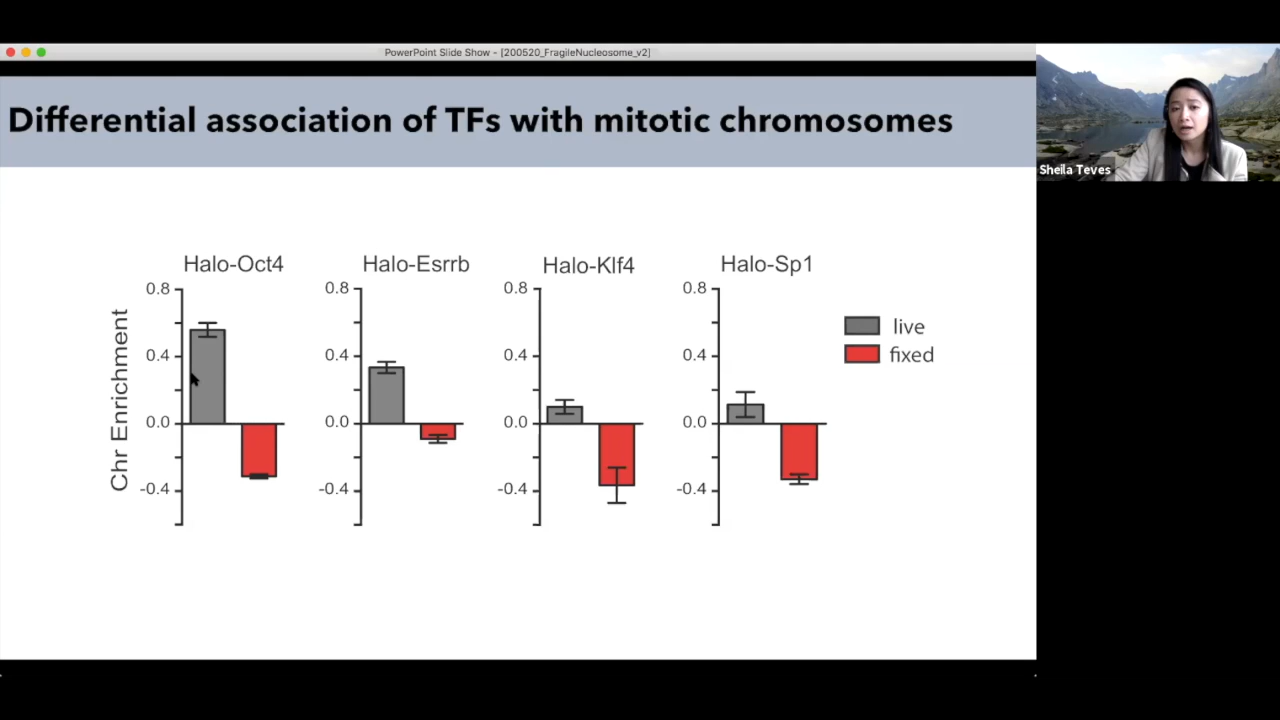 PowerPoint Slide Show - [200520_FragileNucleosome_v2]
Differential association of TFs with mitotic chromosomes
Sheila Teves
Halo-Oct4
Halo-Esrrb
Halo-Klf4
Halo-Sp1
Chr Enrichment
0.8
0.4
0.0
-0.4
0.8
0.4
0.0
-0.4
0.8
0.4
0.0
-0.4
0.8
0.4
0.0
-0.4
live
fixed